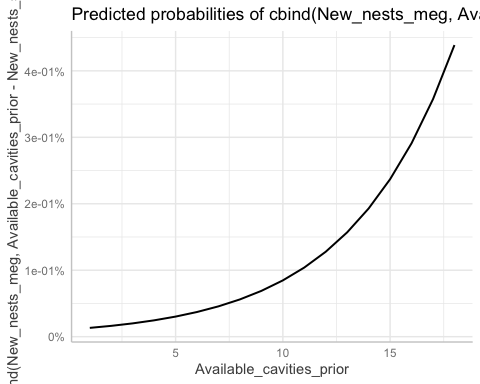 Predicted probabilities of cbind(New_nests_meg, Ava
nd(New_nests_meg, Available_cavities_prior - New_nests_
4e-01%
3e-01%
2e-01%
1e-01%
0%
5
10
15
Available_cavities_prior